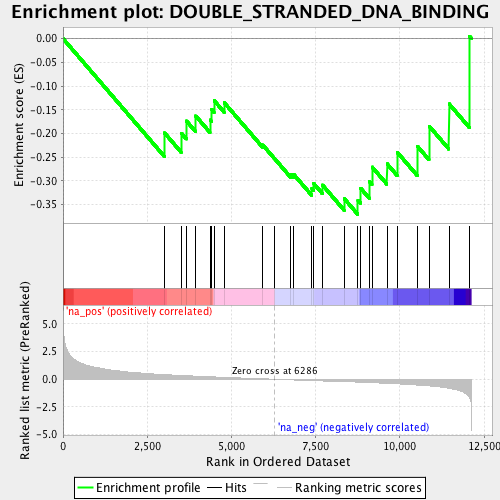 Enrichment plot: DOUBLE_STRANDED_DNA_BINDING
Enrichment score (ES)
0.00
-0.05
-0.10
-0.15
-0.20
-0.25
-0.30
-0.35
'na_pos' (positively correlated)
Ranked list metric (PreRanked)
5.0
2.5
0.0
-2.5
-5.0
Zero cross at 6286
'na_neg' (negatively correlated)
0 2,500 5,000 7,500 10,000 12,500
Rank in Ordered Dataset
Enrichment profile Hits Ranking metric scores